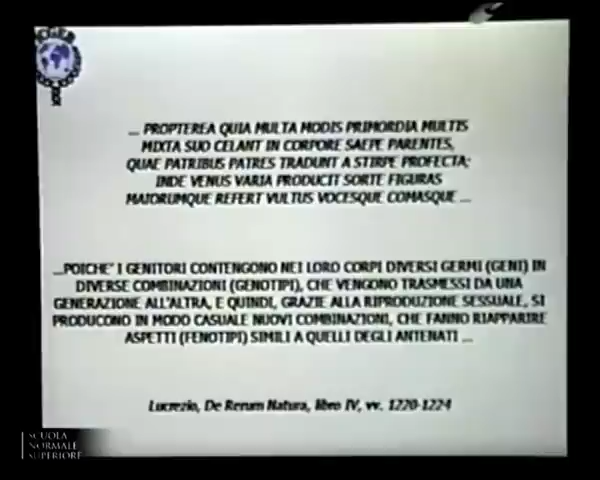 ICGEB
... PROPTEREA QUIA MULTA MODIS PRIMORDIA MULTIS
MIXTA SUO CELANT IN CORPORE SAEPE PARENTES,
QUAE PATRIBUS PATRES TRADUNT A STIRPE PROFECTA;
INDE VENUS VARIA PRODUCIT SORTE FIGURAS
MAIORUMQUE REFERT VULTUS VOCESQUE COMASQUE ...
...POICHE' I GENITORI CONTENGONO NEI LORO CORPI DIVERSI GERMI (GENI) IN
DIVERSE COMBINAZIONI (GENOTIPI), CHE VENGONO TRASMESSI DA UNA
GENERAZIONE ALL'ALTRA, E QUINDI, GRAZIE ALLA RIPRODUZIONE SESSUALE, SI
PRODUCONO IN MODO CASUALE NUOVI COMBINAZIONI, CHE FANNO RIAPPARIRE
ASPETTI (FENOTIPI) SIMILI A QUELLI DEGLI ANTENATI ...
Lucrezio, De Rerum Natura, libro IV, vv. 1220-1224
SCUOLA
NORMALE
SUPERIORE